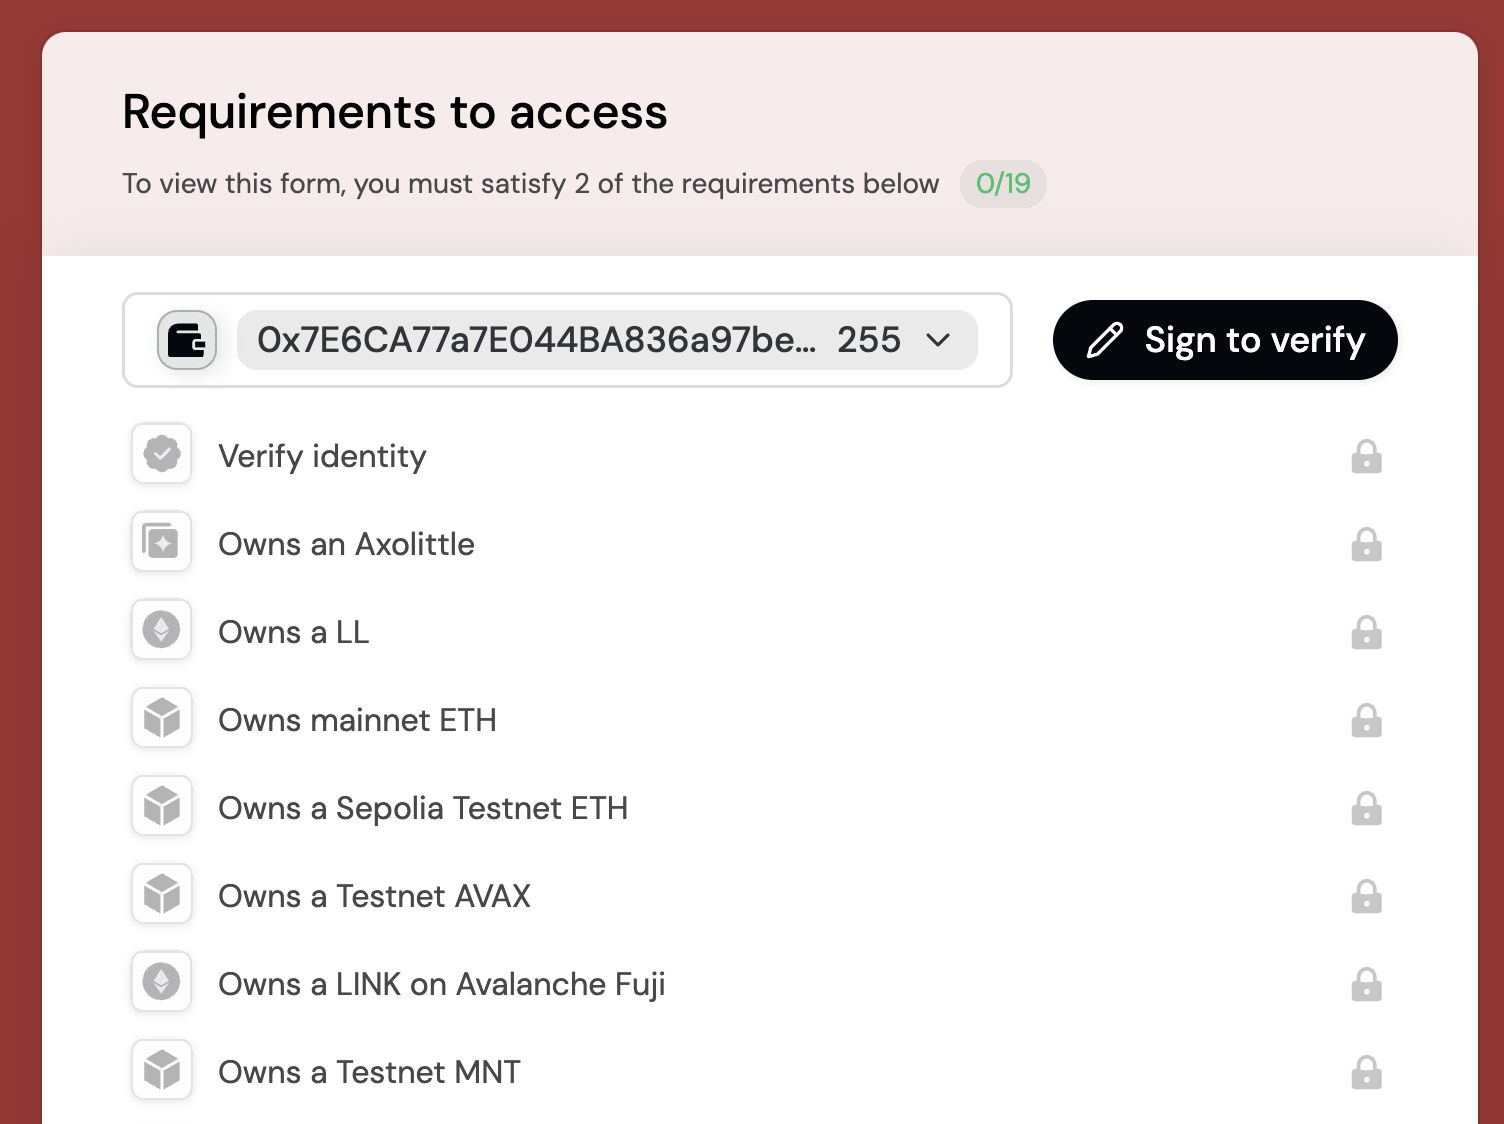 Requirements to access
To view this form, you must satisfy 2 of the requirements below 0/19
0x7E6CA77a7E044BA836a97be... 255 Sign to verify
Verify identity
Owns an Axolittle
Owns a LL
Owns mainnet ETH
Owns a Sepolia Testnet ETH
Owns a Testnet AVAX
Owns a LINK on Avalanche Fuji
Owns a Testnet MNT